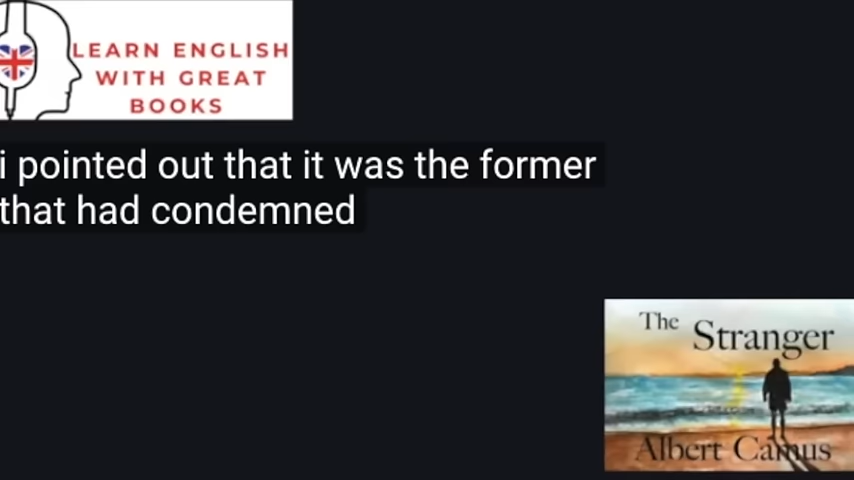 LEARN ENGLISH
WITH GREAT
BOOKS
i pointed out that it was the former
that had condemned
The Stranger
Albert Camus